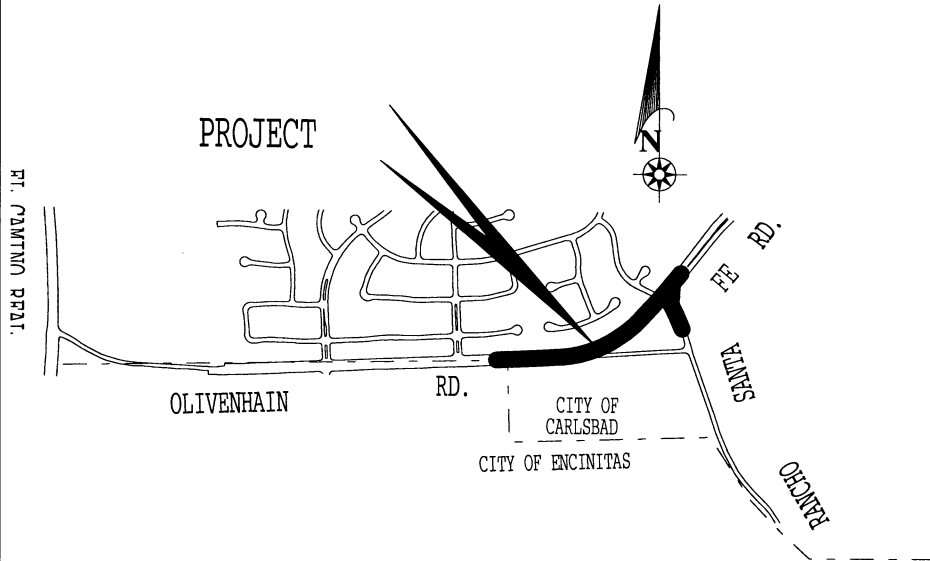 PROJECT
N
EL CAMINO REAL
OLIVENHAIN
RD.
CITY OF
CARLSBAD
CITY OF ENCINITAS
RANCHO
SANTA
FE
RD.